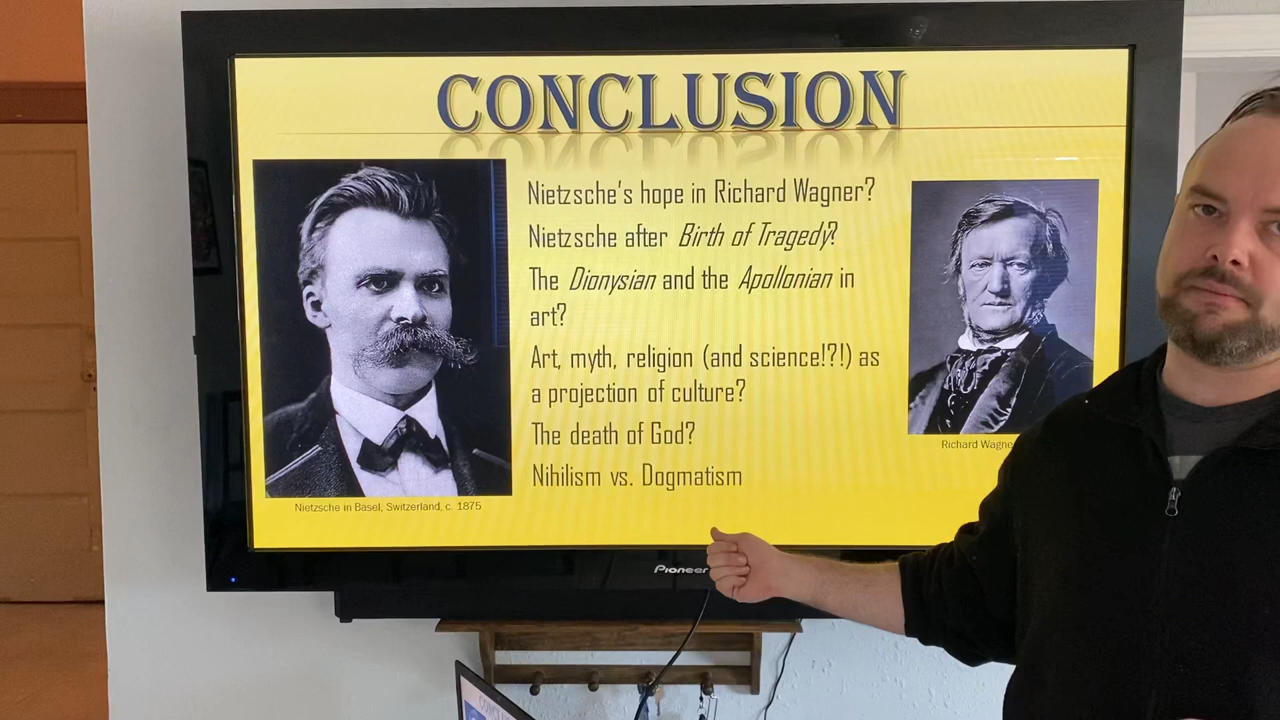 CONCLUSION
Nietzsche's hope in Richard Wagner?
Nietzsche after Birth of Tragedy?
The Dionysian and the Apollonian in
art?
Art, myth, religion (and science!?!) as
a projection of culture?
The death of God?
Nihilism vs. Dogmatism
Nietzsche in Basel, Switzerland, c. 1875
Richard Wagne
Pioneer